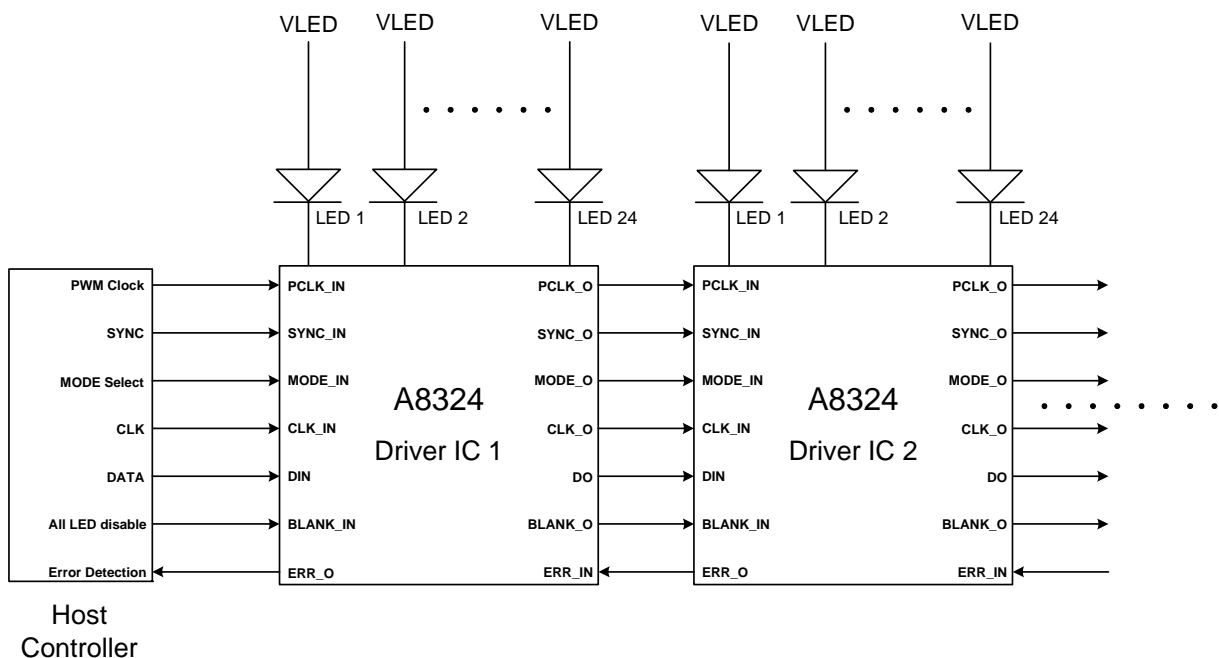 VLED VLED VLED VLED VLED VLED
LED 1 LED 2 LED 24 LED 1 LED 2 LED 24
PWM Clock PCLK_IN PCLK_O PCLK_IN PCLK_O
SYNC SYNC_IN SYNC_O SYNC_IN SYNC_O
MODE Select MODE_IN MODE_O MODE_IN MODE_O
A8324 A8324
CLK CLK_IN CLK_O CLK_IN CLK_O
Driver IC 1 Driver IC 2
DATA DIN DO DIN DO
All LED disable BLANK_IN BLANK_O BLANK_IN BLANK_O
Error Detection ERR_O ERR_IN ERR_O ERR_IN
Host
Controller